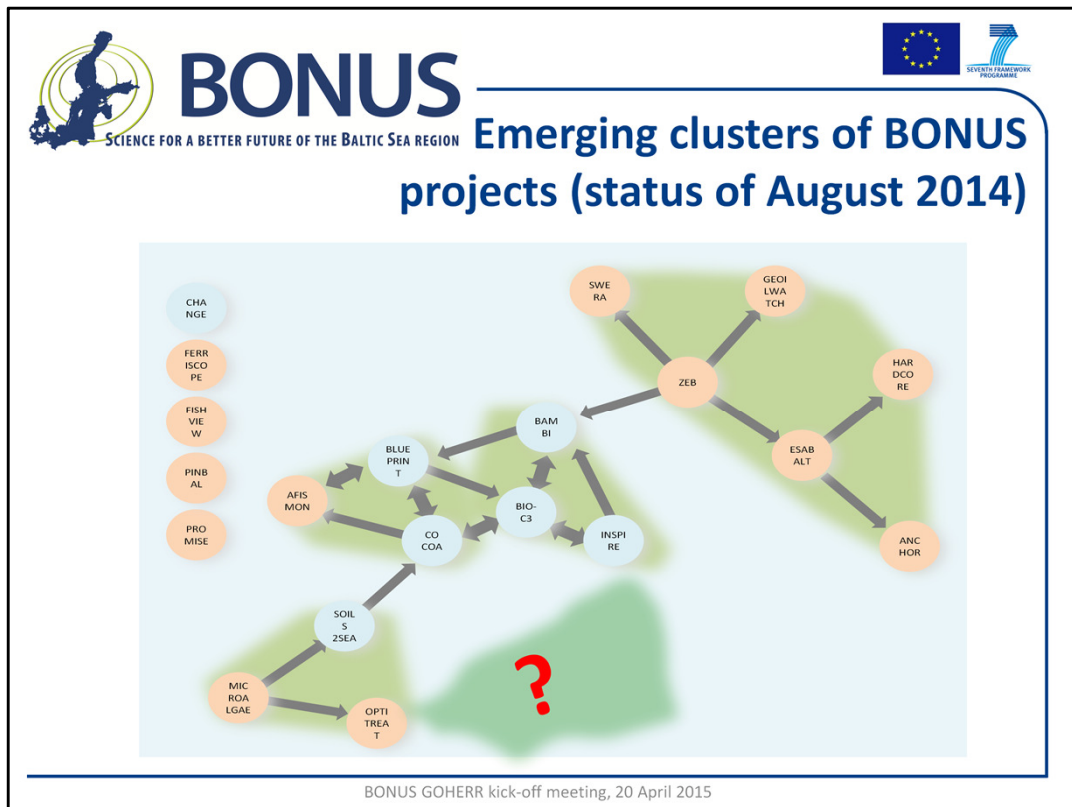 BONUS
SCIENCE FOR A BETTER FUTURE OF THE BALTIC SEA REGION
7
SEVENTH FRAMEWORK
PROGRAMME
Emerging clusters of BONUS
projects (status of August 2014)
CHA
NGE
FERR
ISCO
PE
FISH
VIE
W
PINB
AL
PRO
MISE
SWE
RA
GEOI
LWA
TCH
ZEB
HAR
DCO
RE
ESAB
ALT
ANC
HOR
BAM
BI
BLUE
PRIN
T
AFIS
MON
BIO-
C3
CO
COA
INSPI
RE
SOIL
S
2SEA
MIC
ROA
LGAE
OPTI
TREA
T
?
BONUS GOHERR kick-off meeting, 20 April 2015